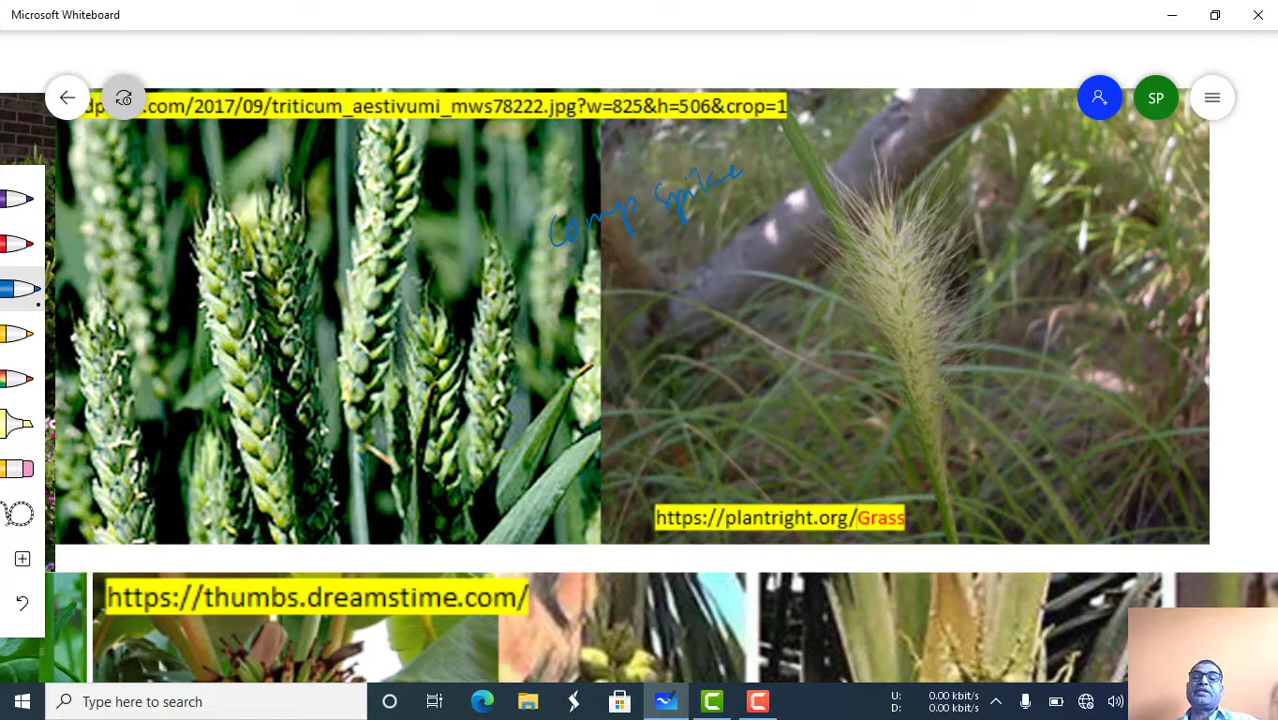 Microsoft Whiteboard
dp .com/2017/09/triticum_aestivumi_mws78222.jpg?w=825&h=506&crop=1
SP
comp spike
https://plantright.org/Grass
https://thumbs.dreamstime.com/
Type here to search
U: 0.00 kbit/s
D: 0.00 kbit/s